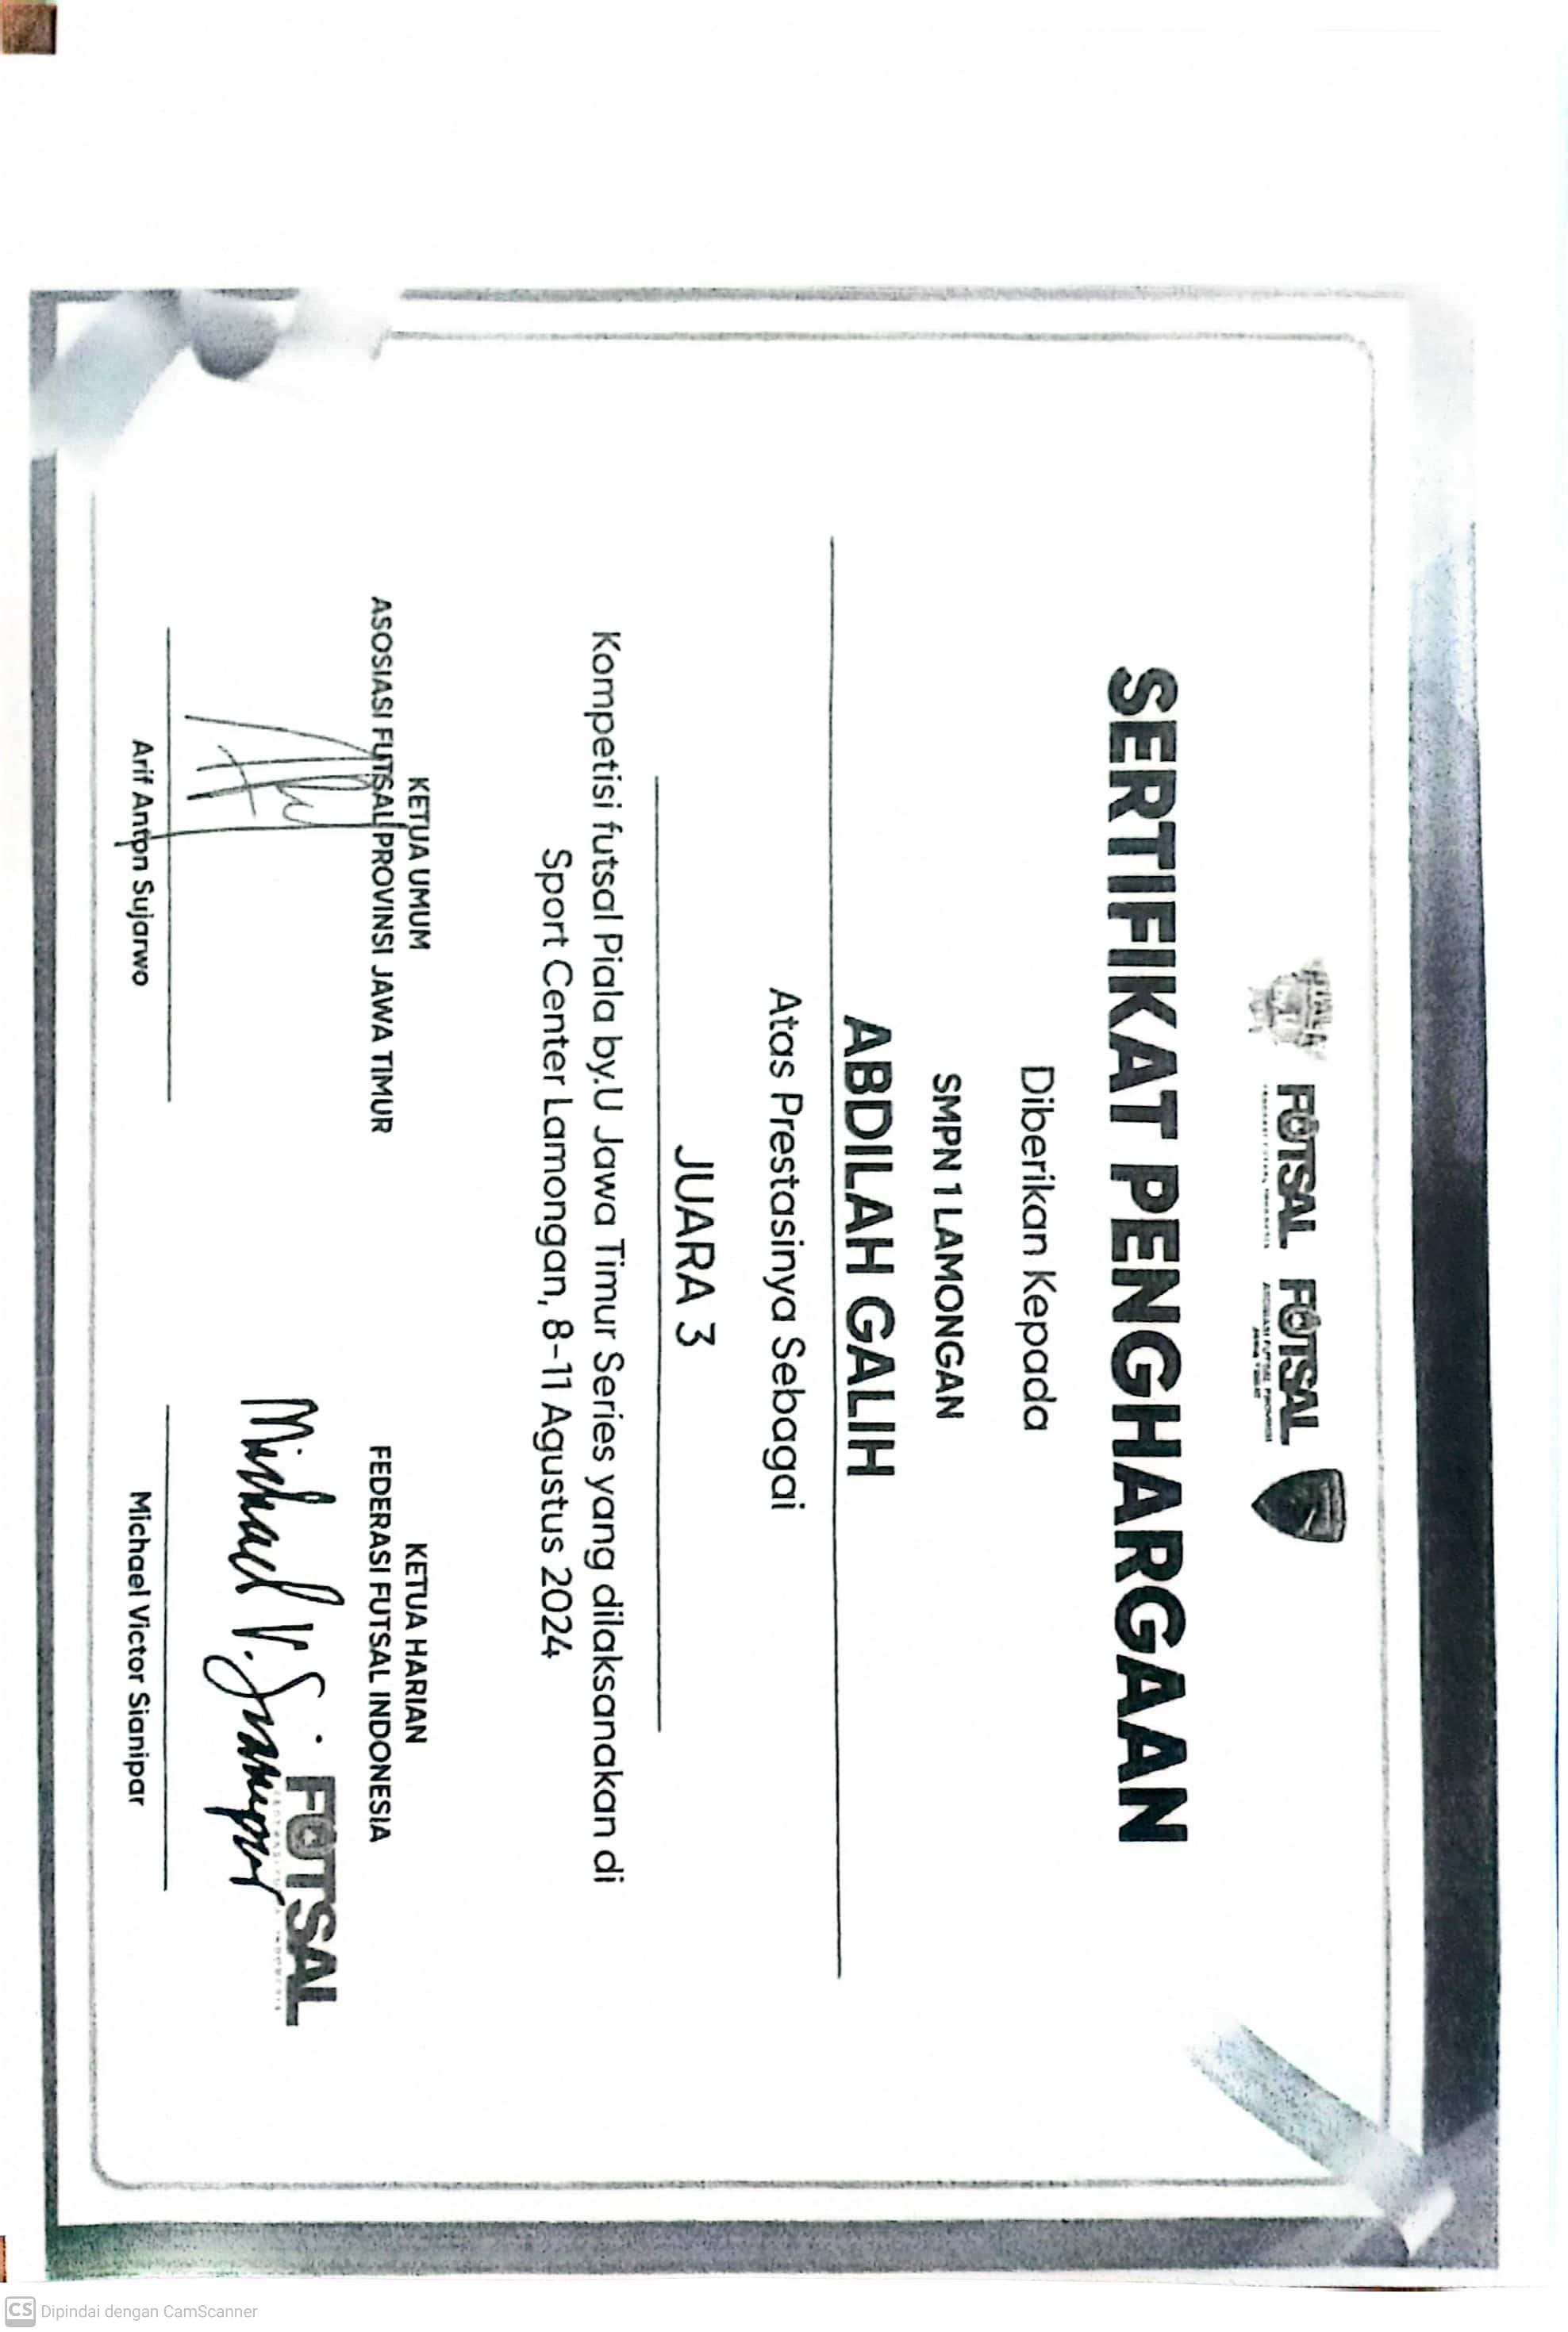 FUTSAL FUTSAL
SERTIFIKAT PENGHARGAAN
Diberikan Kepada
SMPN 1 LAMONGAN
ABDILAH GALIH
Atas Prestasinya Sebagai
JUARA 3
Kompetisi futsal Piala by.U Jawa Timur Series yang dilaksanakan di
Sport Center Lamongan, 8-11 Agustus 2024
KETUA UMUM
ASOSIASI FUTSAL PROVINSI JAWA TIMUR
Arif Anton Sujarwo
KETUA HARIAN
FEDERASI FUTSAL INDONESIA
FUTSAL
Michael V. Sianipar
Michael Victor Sianipar
CS Dipindai dengan CamScanner